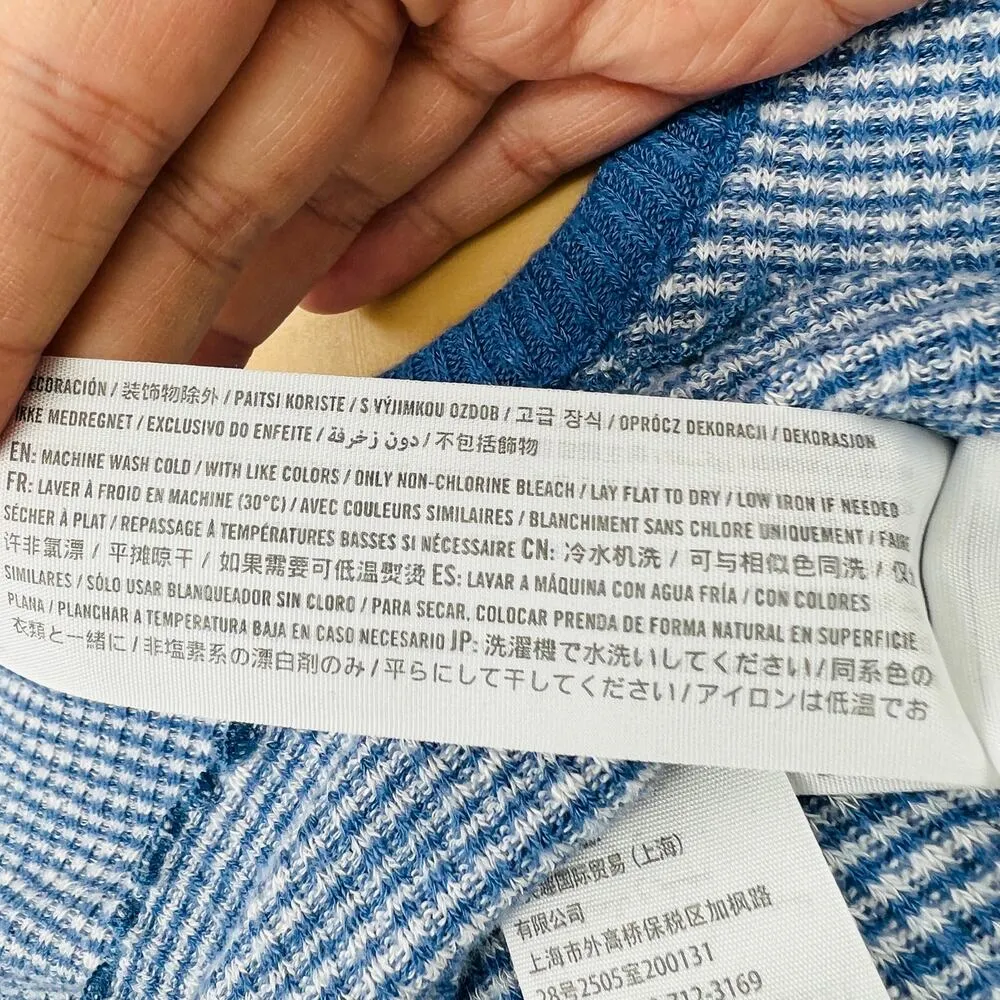 DECORACIÓN / 装饰物除外 / PAITSI KORISTE / S VÝJIMKOU OZDOB / 고급 장식 / OPRÓCZ DEKORACJI / DEKORASJON
IKKE MEDREGNET / EXCLUSIVO DO ENFEITE / دون زخرفة / 不包括飾物
EN: MACHINE WASH COLD / WITH LIKE COLORS / ONLY NON-CHLORINE BLEACH / LAY FLAT TO DRY / LOW IRON IF NEEDED
FR: LAVER À FROID EN MACHINE (30°C) / AVEC COULEURS SIMILAIRES / BLANCHIMENT SANS CHLORE UNIQUEMENT / FAIRE
SÉCHER À PLAT / REPASSAGE À TEMPÉRATURES BASSES SI NÉCESSAIRE CN: 冷水机洗 / 可与相似色同洗 / 仅
许非氯漂 / 平摊晾干 / 如果需要可低温熨烫 ES: LAVAR A MÁQUINA CON AGUA FRÍA / CON COLORES
SIMILARES / SÓLO USAR BLANQUEADOR SIN CLORO / PARA SECAR, COLOCAR PRENDA DE FORMA NATURAL EN SUPERFICIE
PLANA / PLANCHAR A TEMPERATURA BAJA EN CASO NECESARIO JP: 洗濯機で水洗いしてください/同系色の
衣類と一緒に/非塩素系の漂白剤のみ/平らにして干してください/アイロンは低温でお
国际贸易（上海）
有限公司
上海市外高桥保税区加枫路
28号2505室200131
712-3169